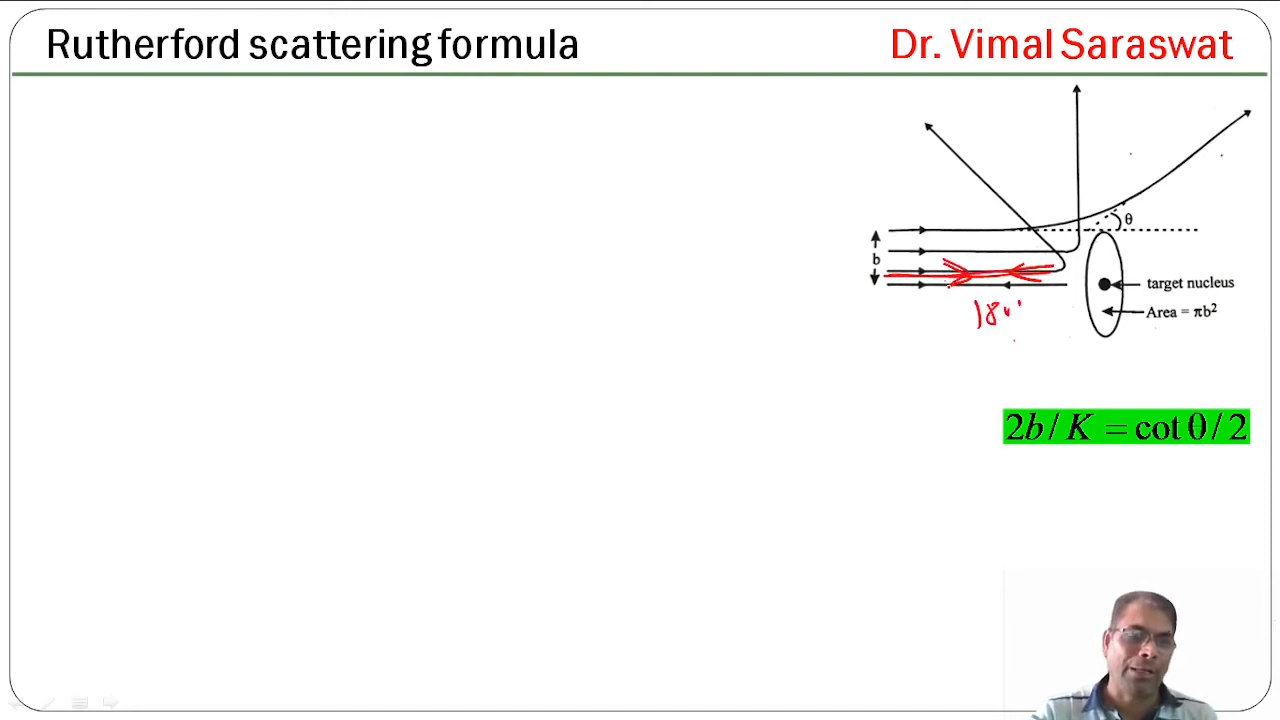 Rutherford scattering formula
Dr. Vimal Saraswat
θ
b
target nucleus
Area = πb²
180°
2b / K = cot θ / 2